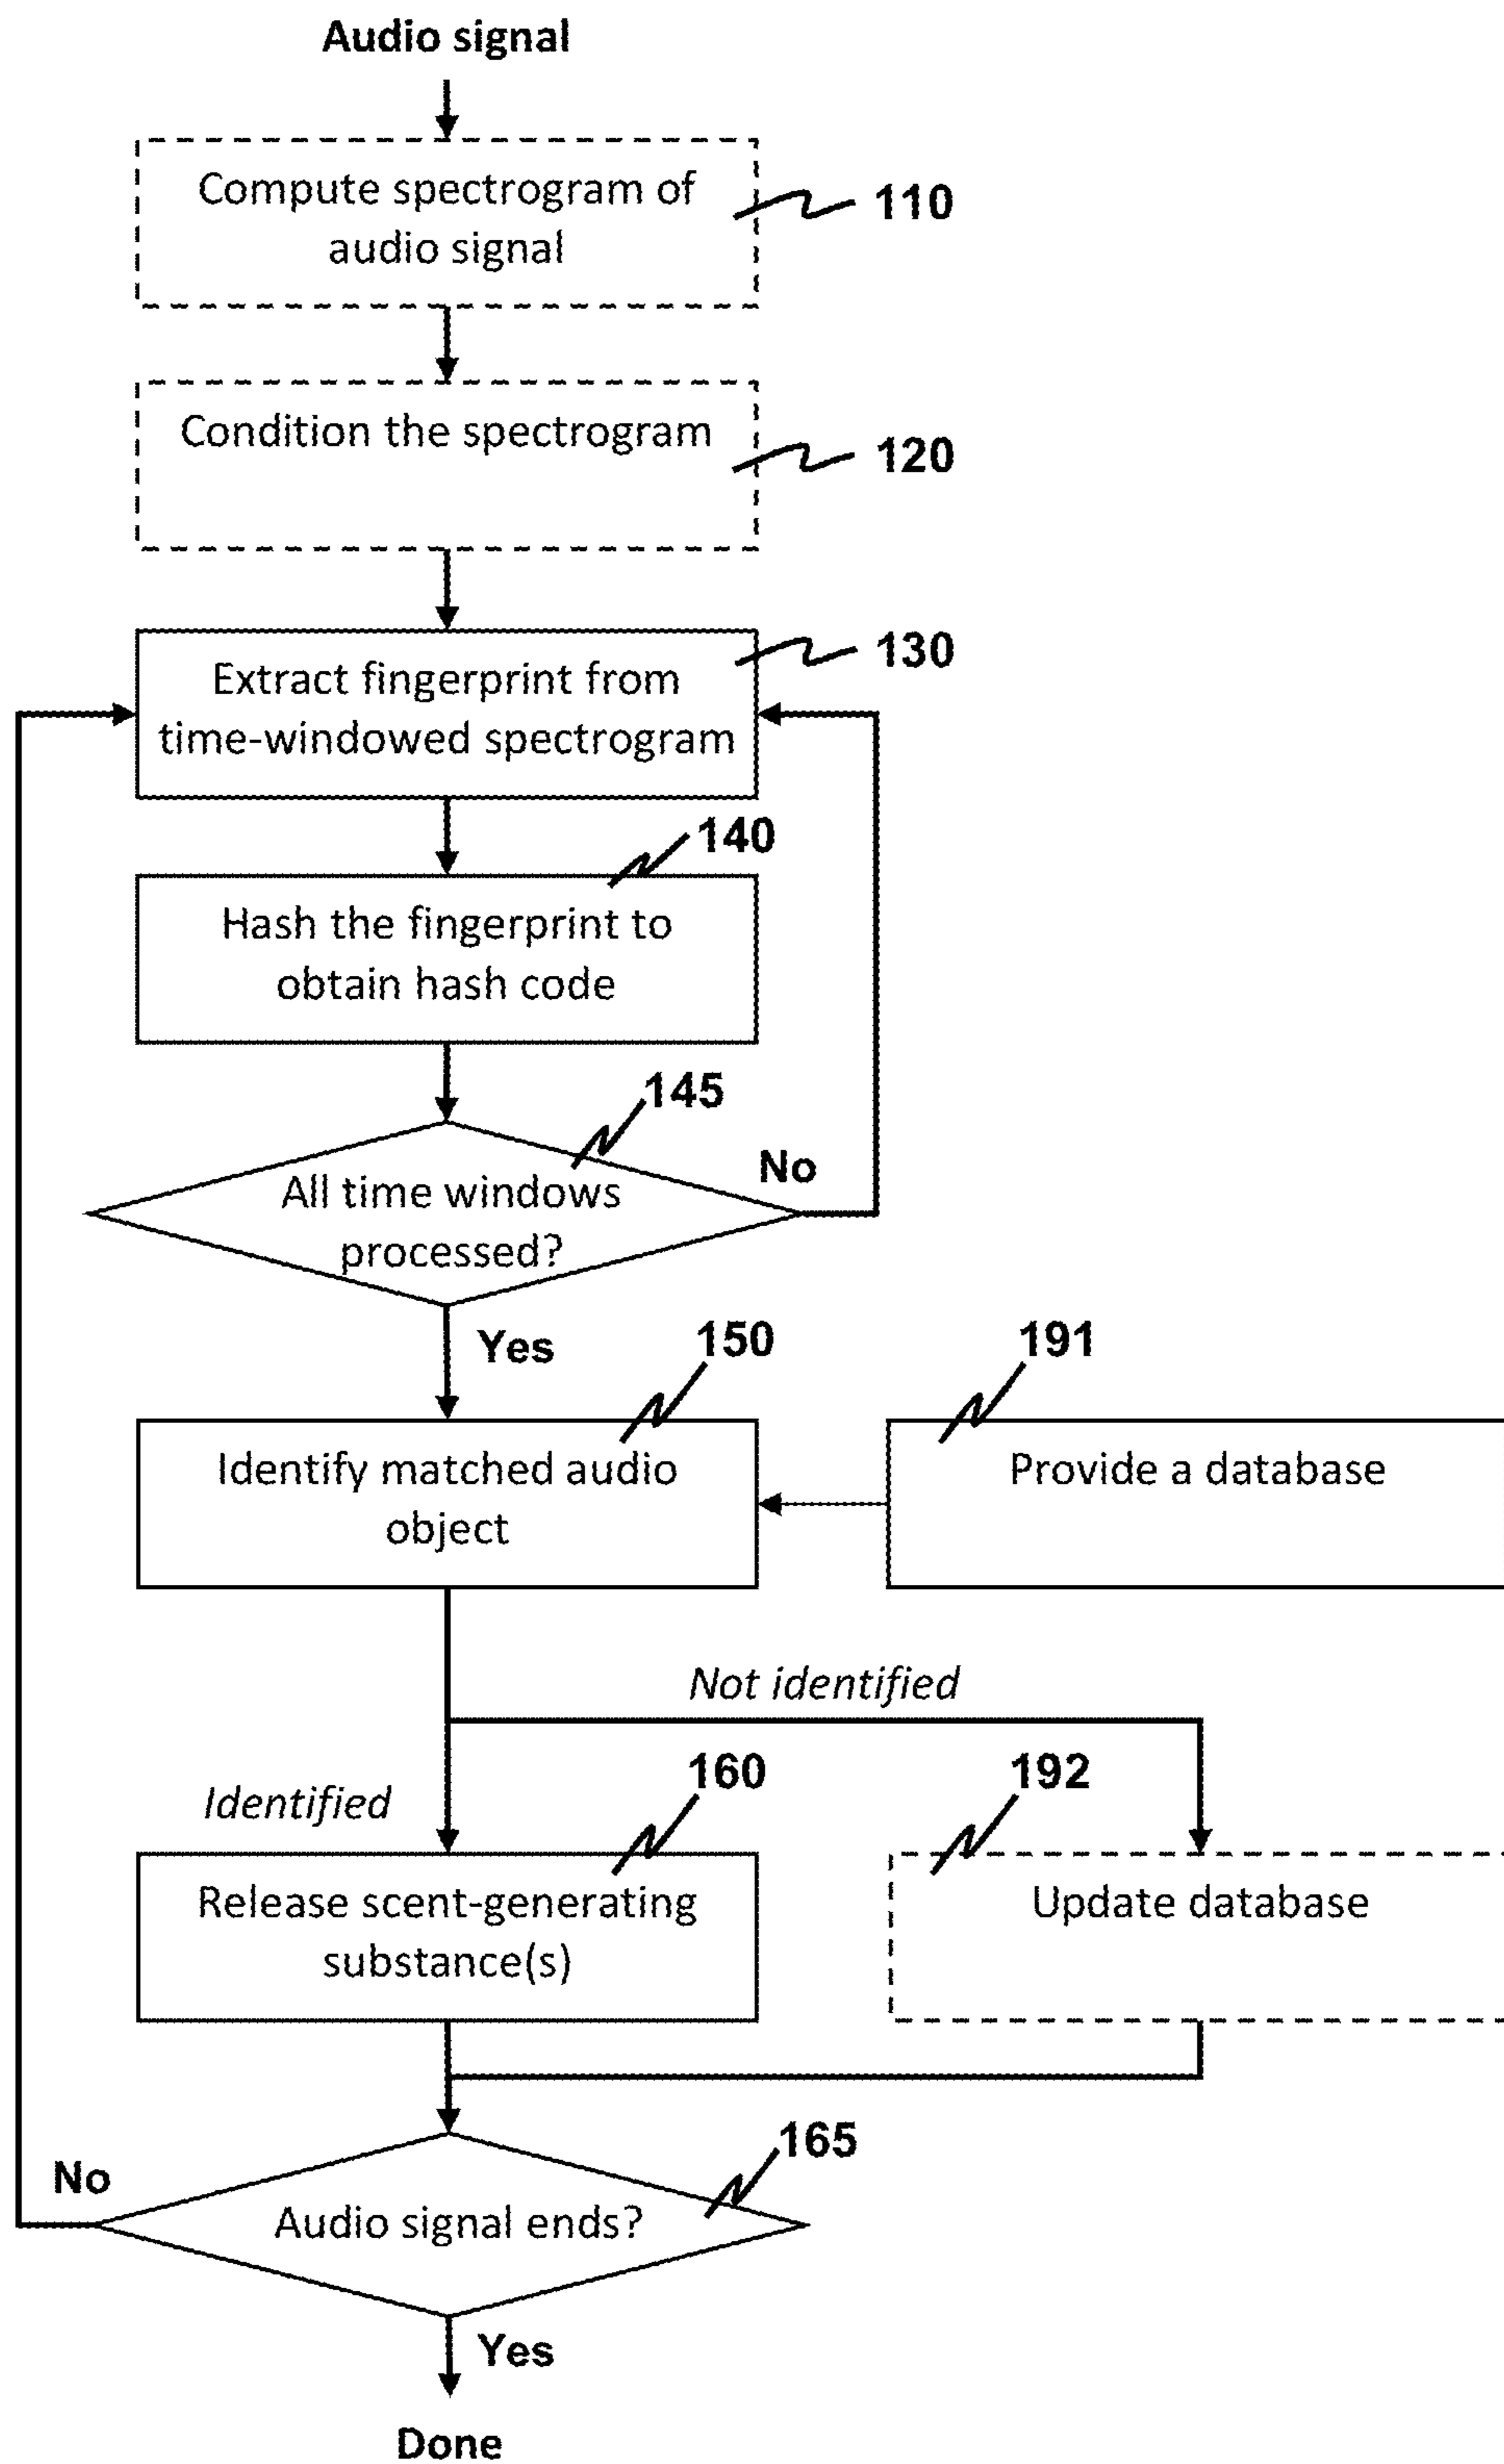 Audio signal
Compute spectrogram of
audio signal
110
Condition the spectrogram
120
Extract fingerprint from
time-windowed spectrogram
130
140
Hash the fingerprint to
obtain hash code
145
All time windows
processed?
No
Yes
150
191
Identify matched audio
object
Provide a database
Not identified
Identified
160
192
Release scent-generating
substance(s)
Update database
165
No
Audio signal ends?
Yes
Done